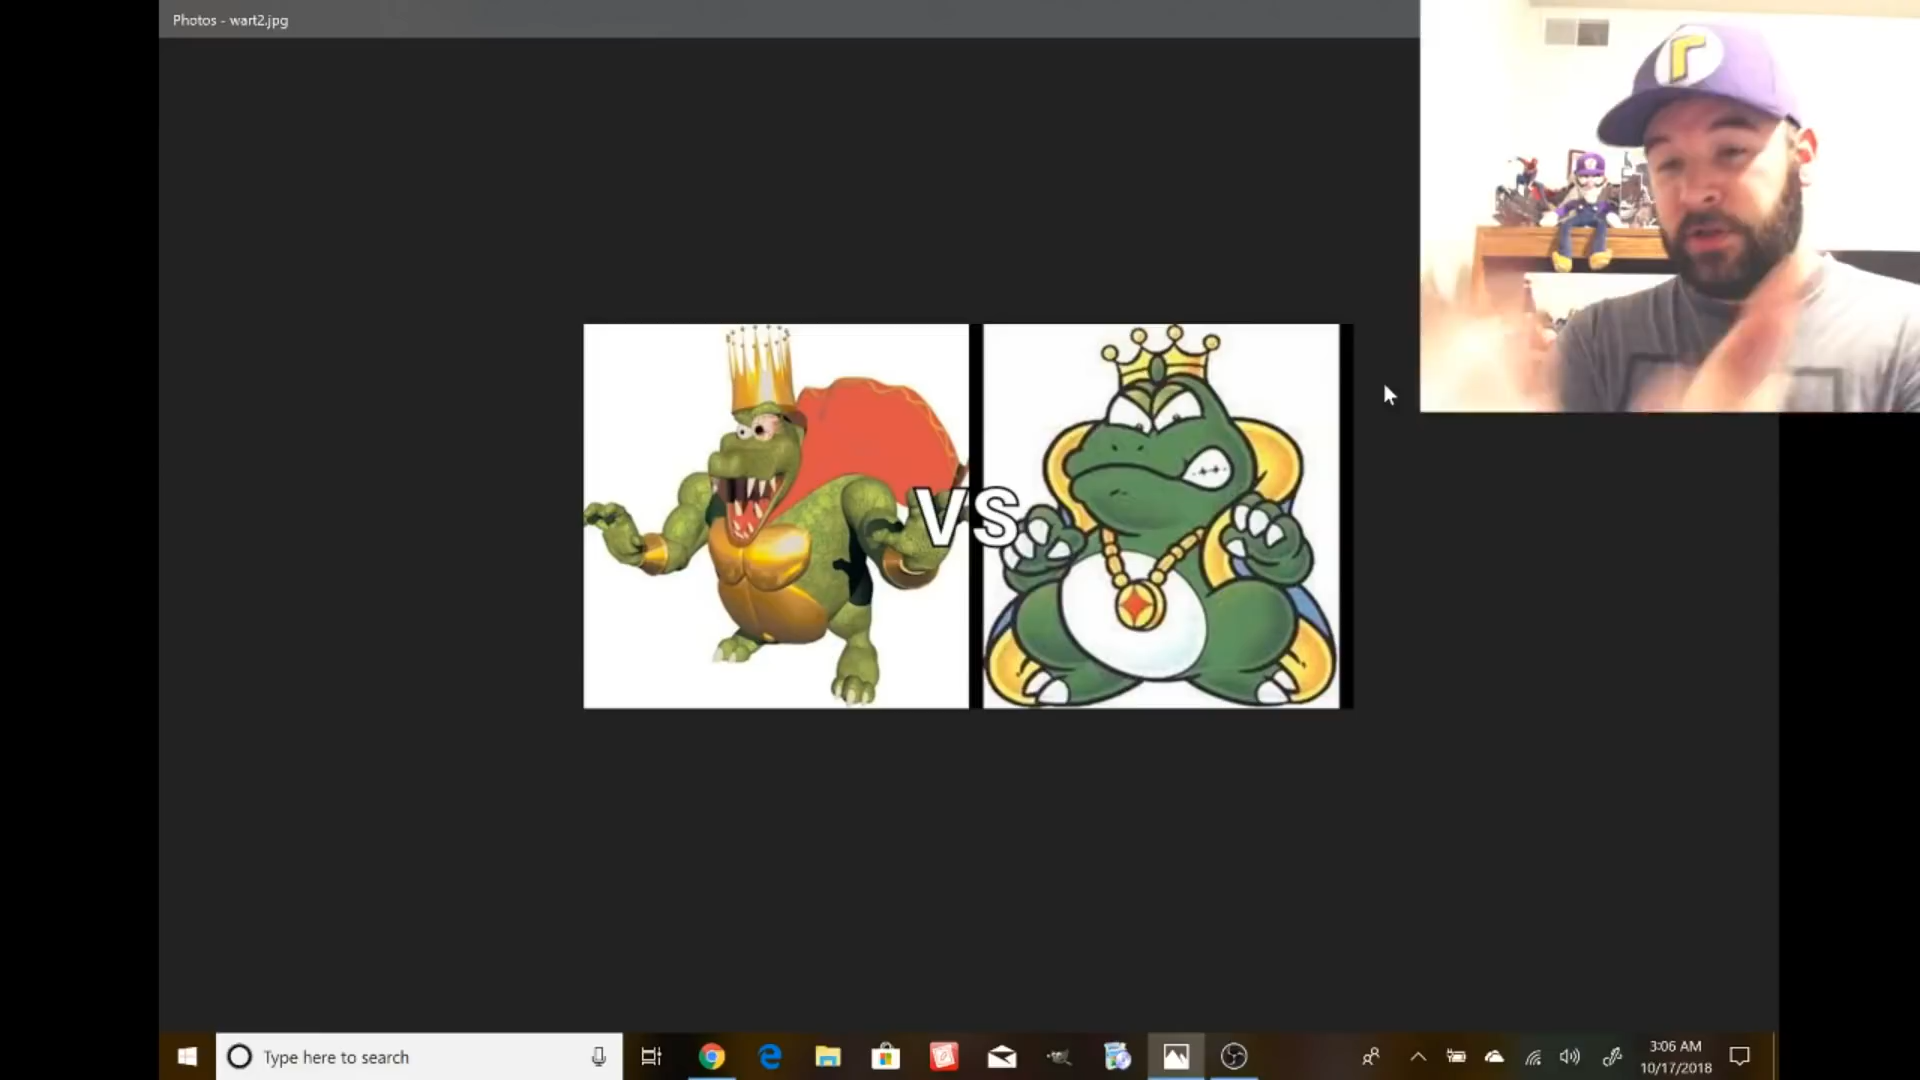 Photos - wart2.jpg
VS
Type here to search
3:06 AM
10/17/2018